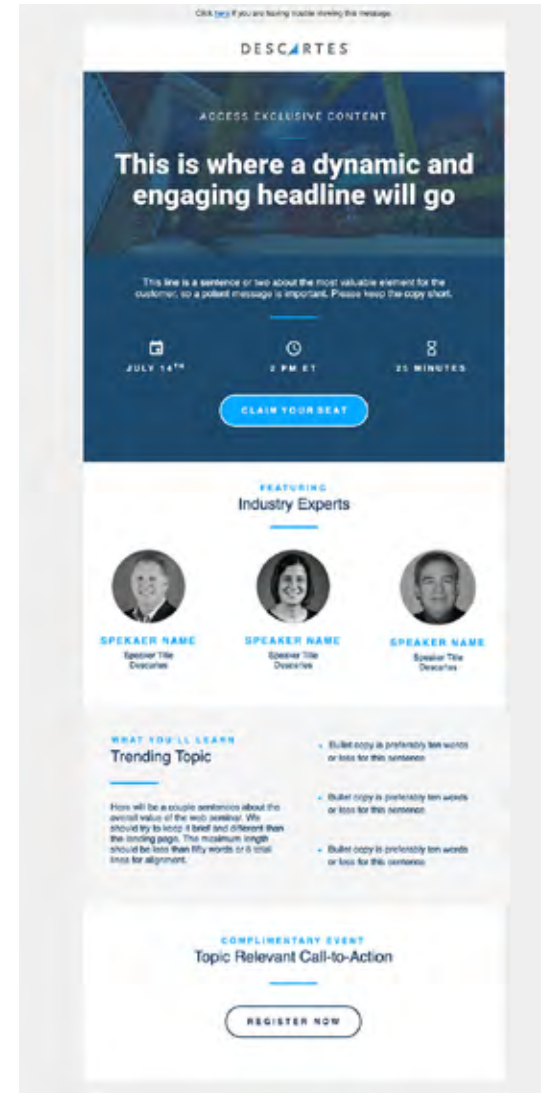 Click here if you are having trouble viewing this message.
DESCARTES
ACCESS EXCLUSIVE CONTENT
This is where a dynamic and
engaging headline will go
This line is a sentence or two about the most valuable element for the
customer, so a potent message is important. Please keep the copy short.
JULY 14TH
2 PM ET
25 MINUTES
CLAIM YOUR SEAT
FEATURING
Industry Experts
SPEKAER NAME
Speaker Title
Descartes
SPEAKER NAME
Speaker Title
Descartes
SPEAKER NAME
Speaker Title
Descartes
WHAT YOU'LL LEARN
Trending Topic
Here will be a couple sentences about the
overall value of the web seminar. We
should try to keep it brief and different than
the landing page. The maximum length
should be less than fifty words or 6 total
lines for alignment.
Bullet copy is preferably ten words
or less for this sentence
Bullet copy is preferably ten words
or less for this sentence
Bullet copy is preferably ten words
or less for this sentence
COMPLIMENTARY EVENT
Topic Relevant Call-to-Action
REGISTER NOW